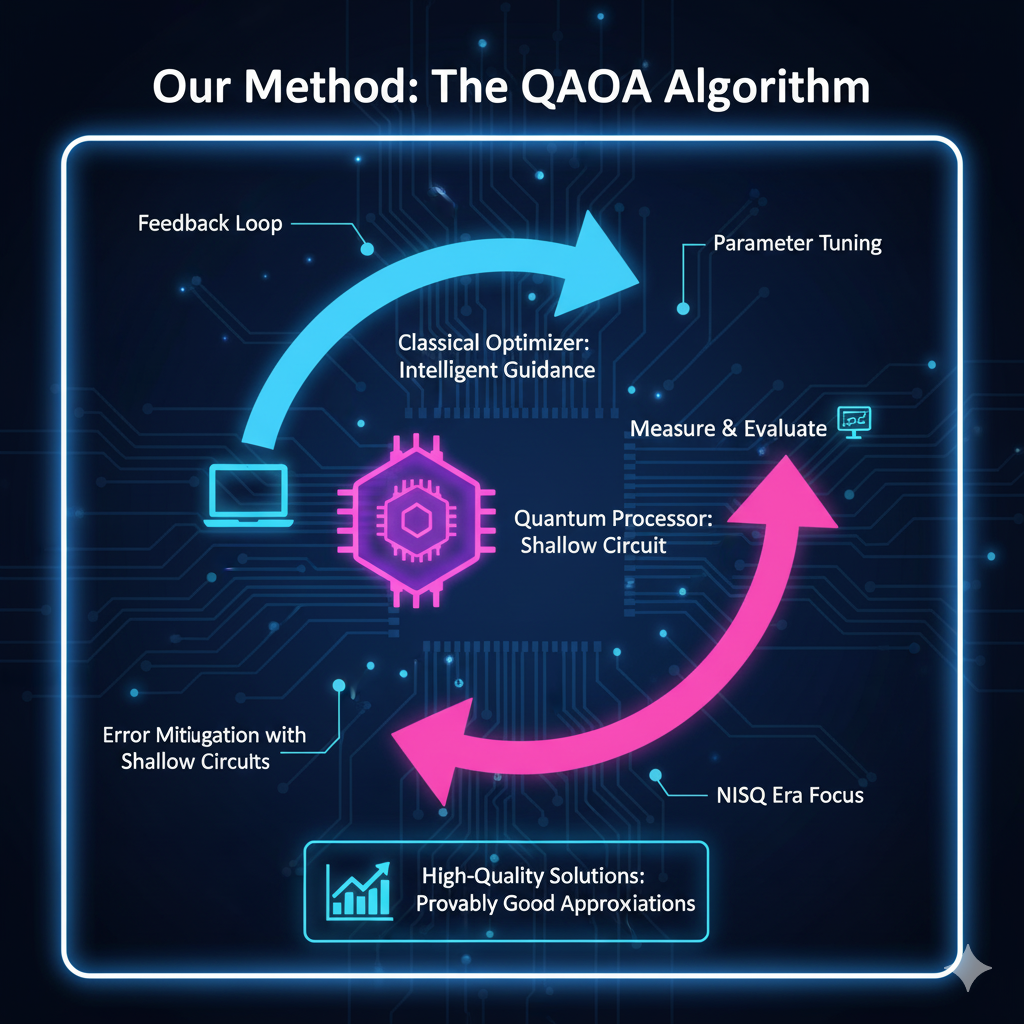 Our Method: The QAOA Algorithm
Feedback Loop
Parameter Tuning
Classical Optimizer:
Intelligent Guidance
Measure & Evaluate
Quantum Processor:
Shallow Circuit
Error Mitiugation with
Shallow Circuits
NISQ Era Focus
High-Quality Solutions:
Provably Good Approxiations